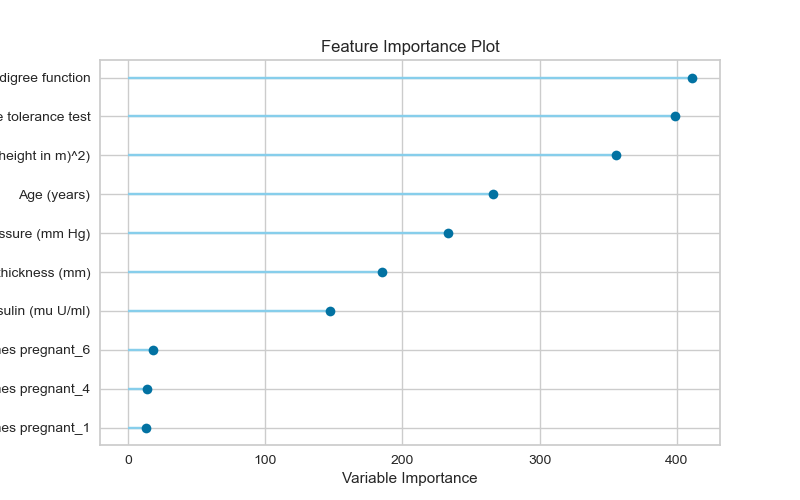 Feature Importance Plot
digree function
e tolerance test
height in m)^2)
Age (years)
ssure (mm Hg)
thickness (mm)
sulin (mu U/ml)
nes pregnant_6
nes pregnant_4
nes pregnant_1
0 100 200 300 400
Variable Importance